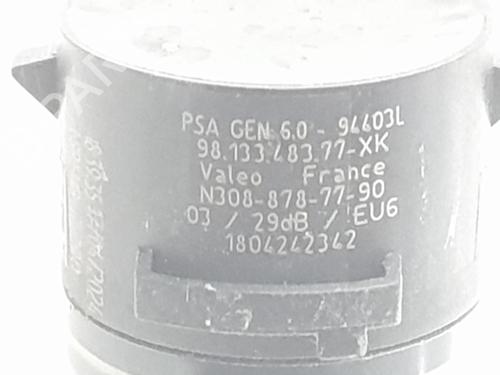 PSA GEN 6.0 - 94403L
98.133.483.77-XK
Valeo France
N308-878-77-90
03 / 29dB / EU6
1804242342